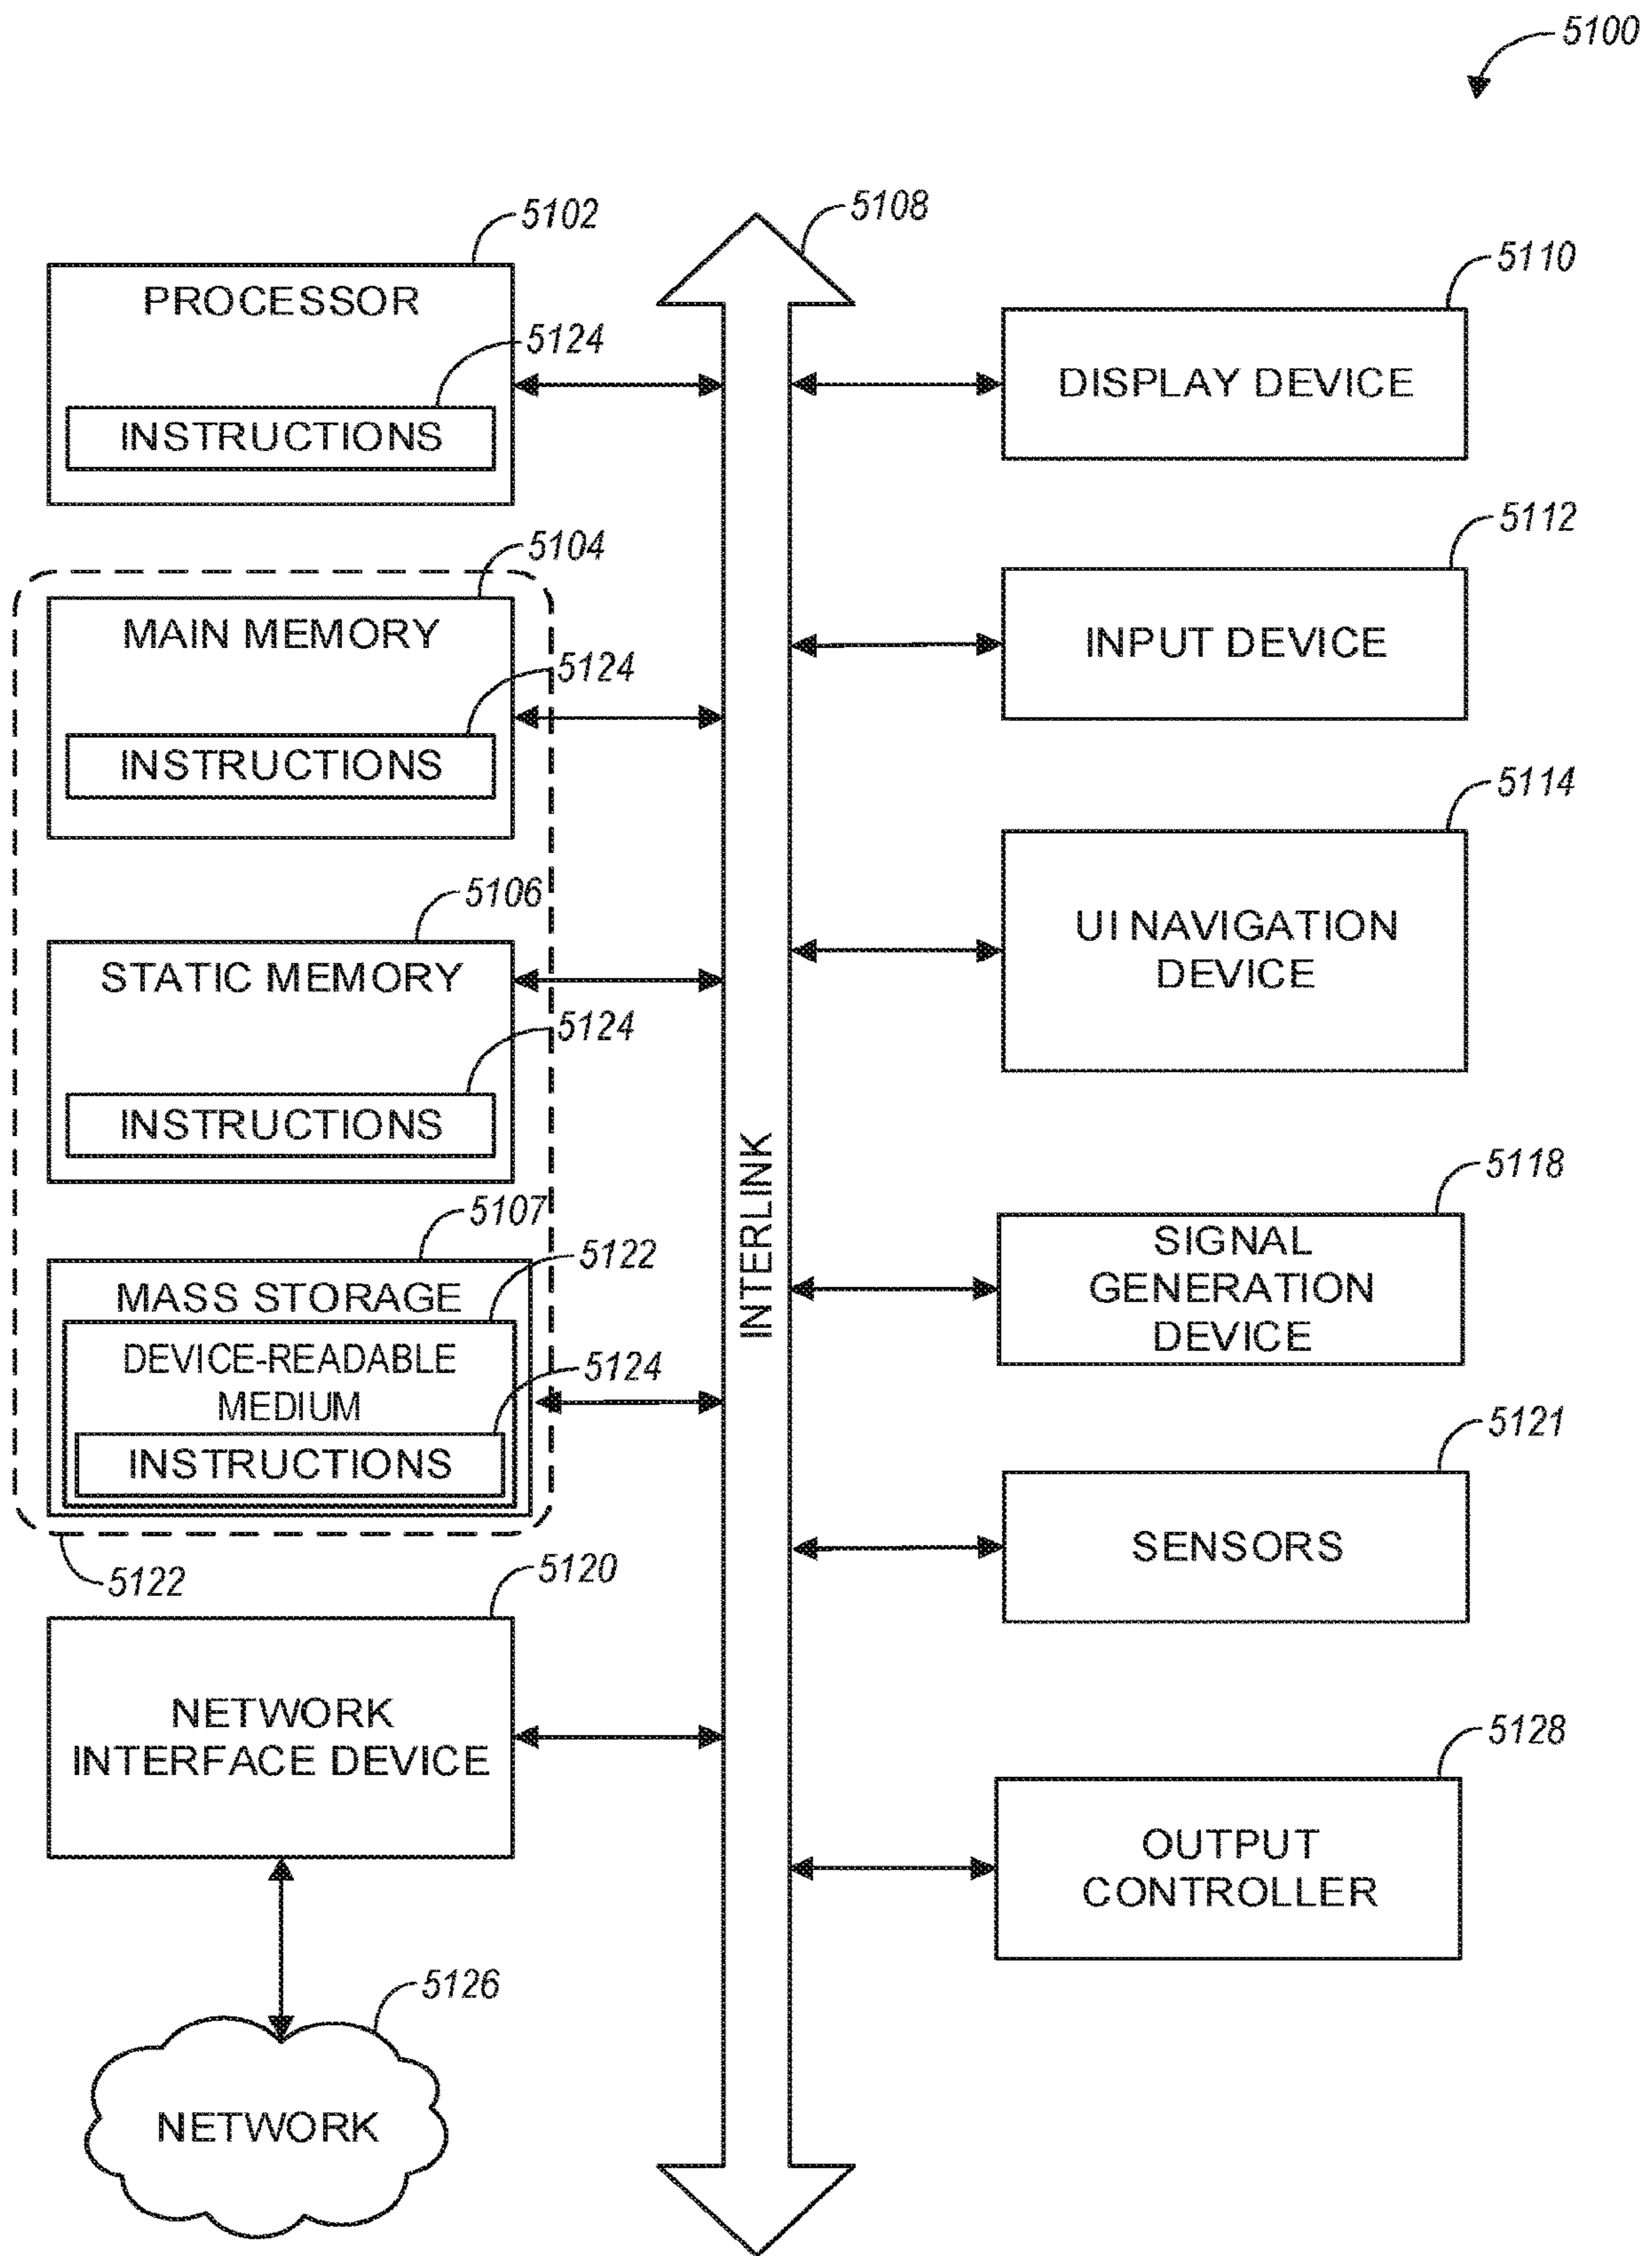 5100
5102
PROCESSOR
5124
INSTRUCTIONS
5104
MAIN MEMORY
5124
INSTRUCTIONS
5106
STATIC MEMORY
5124
INSTRUCTIONS
5107
MASS STORAGE
5122
DEVICE-READABLE
MEDIUM
5124
INSTRUCTIONS
5122
5120
NETWORK
INTERFACE DEVICE
5126
NETWORK
5108
INTERLINK
5110
DISPLAY DEVICE
5112
INPUT DEVICE
5114
UI NAVIGATION
DEVICE
5118
SIGNAL
GENERATION
DEVICE
5121
SENSORS
5128
OUTPUT
CONTROLLER